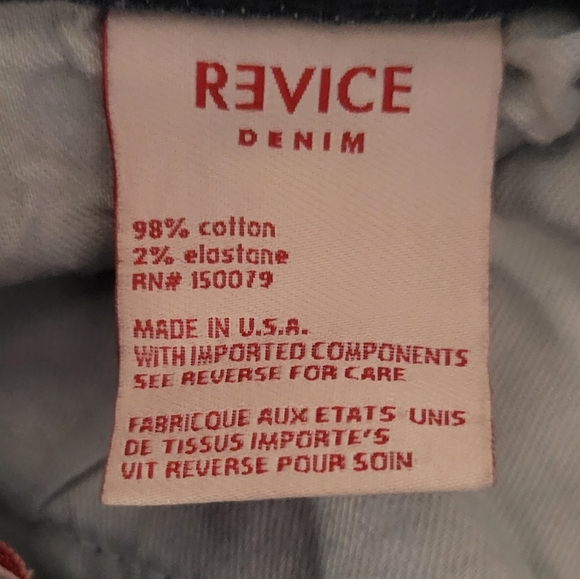 RƎVICE
DENIM
98% cotton
2% elastane
RN# 150079
MADE IN U.S.A.
WITH IMPORTED COMPONENTS
SEE REVERSE FOR CARE
FABRICQUE AUX ETATS UNIS
DE TISSUS IMPORTE'S
VIT REVERSE POUR SOIN